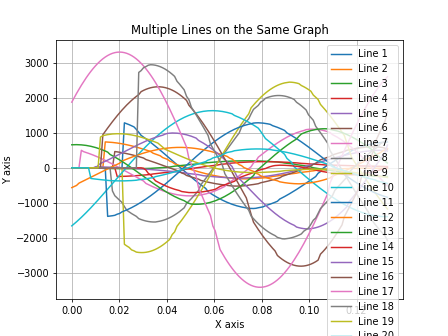 Multiple Lines on the Same Graph
Y axis
3000
2000
1000
0
−1000
−2000
−3000
0.00
0.02
0.04
0.06
0.08
0.10
X axis
Line 1
Line 2
Line 3
Line 4
Line 5
Line 6
Line 7
Line 8
Line 9
Line 10
Line 11
Line 12
Line 13
Line 14
Line 15
Line 16
Line 17
Line 18
Line 19
Line 20